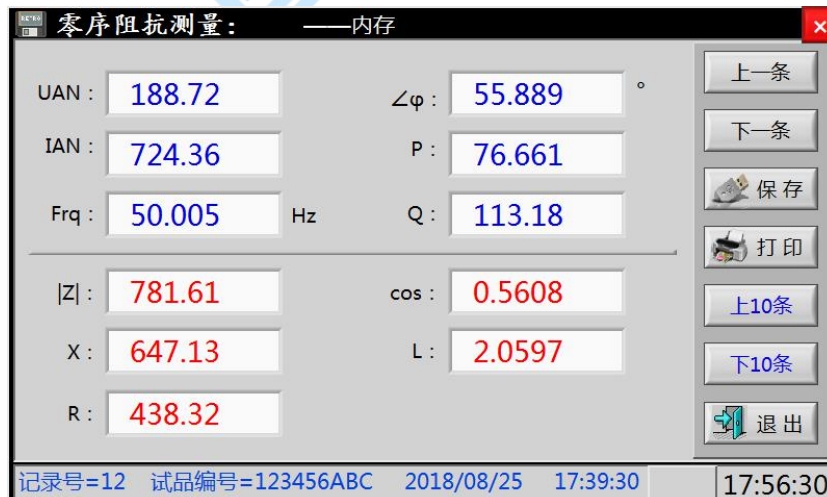 零序阻抗测量: ——内存
UAN : 188.72 ∠φ : 55.889 °
IAN : 724.36 P : 76.661
Frq : 50.005 Hz Q : 113.18
|Z| : 781.61 cos : 0.5608
X : 647.13 L : 2.0597
R : 438.32
上一条
下一条
保存
打印
上10条
下10条
退出
记录号=12 试品编号=123456ABC 2018/08/25 17:39:30 17:56:30